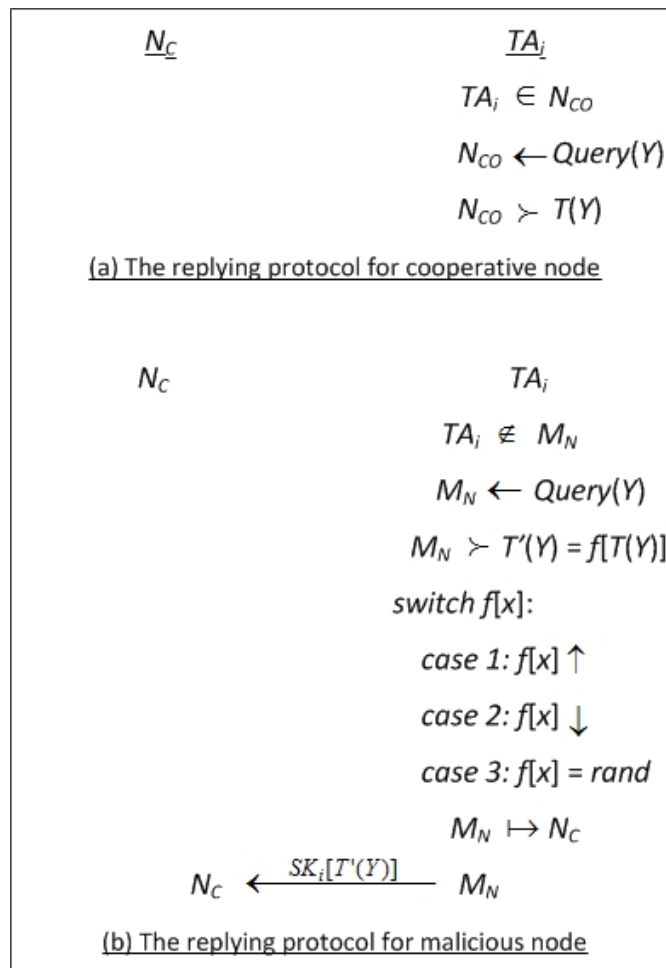 N_C TA_i
TA_i ∈ N_CO
N_CO ← Query(Y)
N_CO ≻ T(Y)
(a) The replying protocol for cooperative node
N_C TA_i
TA_i ∉ M_N
M_N ← Query(Y)
M_N ≻ T'(Y) = f[T(Y)]
switch f[x]:
case 1: f[x] ↑
case 2: f[x] ↓
case 3: f[x] = rand
M_N ↦ N_C
SK_i[T'(Y)]
N_C ← M_N
(b) The replying protocol for malicious node